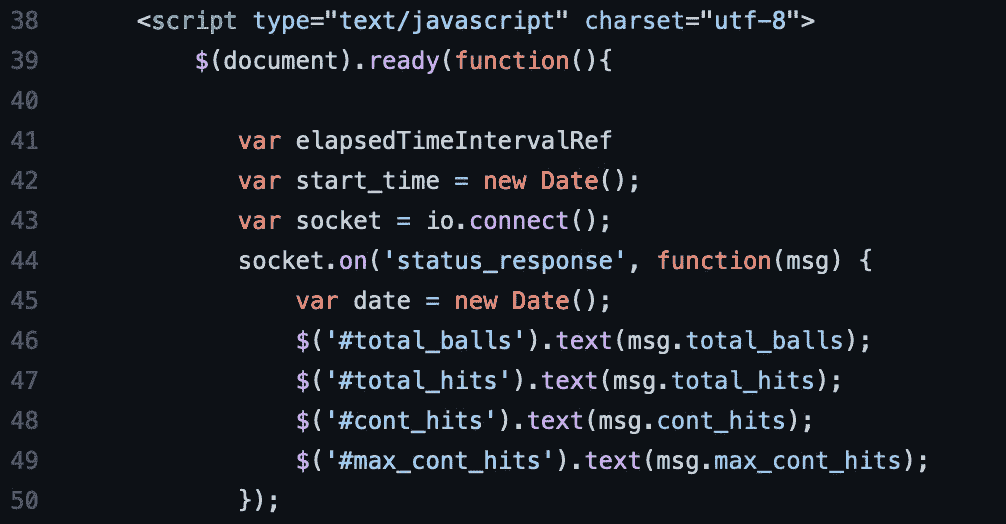 38 <script type="text/javascript" charset="utf-8">
39 $(document).ready(function(){
40
41 var elapsedTimeIntervalRef
42 var start_time = new Date();
43 var socket = io.connect();
44 socket.on('status_response', function(msg) {
45 var date = new Date();
46 $('#total_balls').text(msg.total_balls);
47 $('#total_hits').text(msg.total_hits);
48 $('#cont_hits').text(msg.cont_hits);
49 $('#max_cont_hits').text(msg.max_cont_hits);
50 });